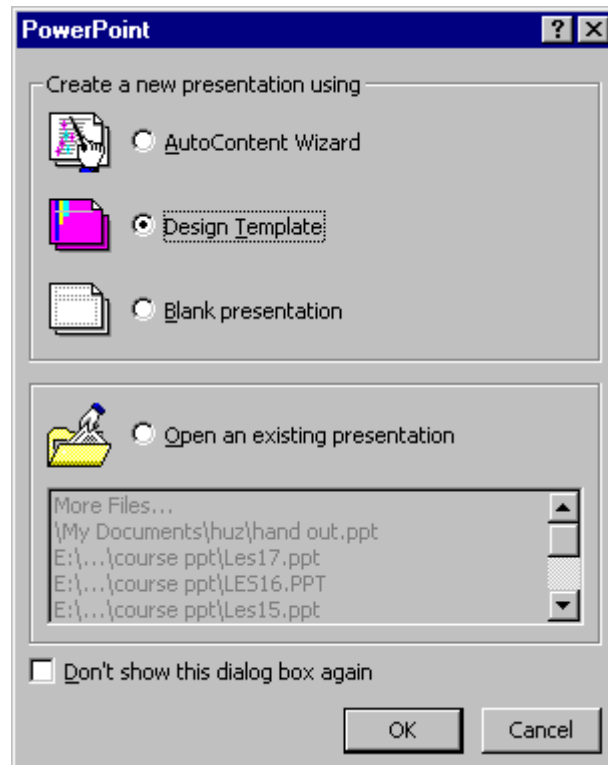 PowerPoint
Create a new presentation using
AutoContent Wizard
Design Template
Blank presentation
Open an existing presentation
More Files...
\My Documents\huz\hand out.ppt
E:\...\course ppt\Les17.ppt
E:\...\course ppt\LES16.PPT
E:\...\course ppt\Les15.ppt
Don't show this dialog box again
OK Cancel